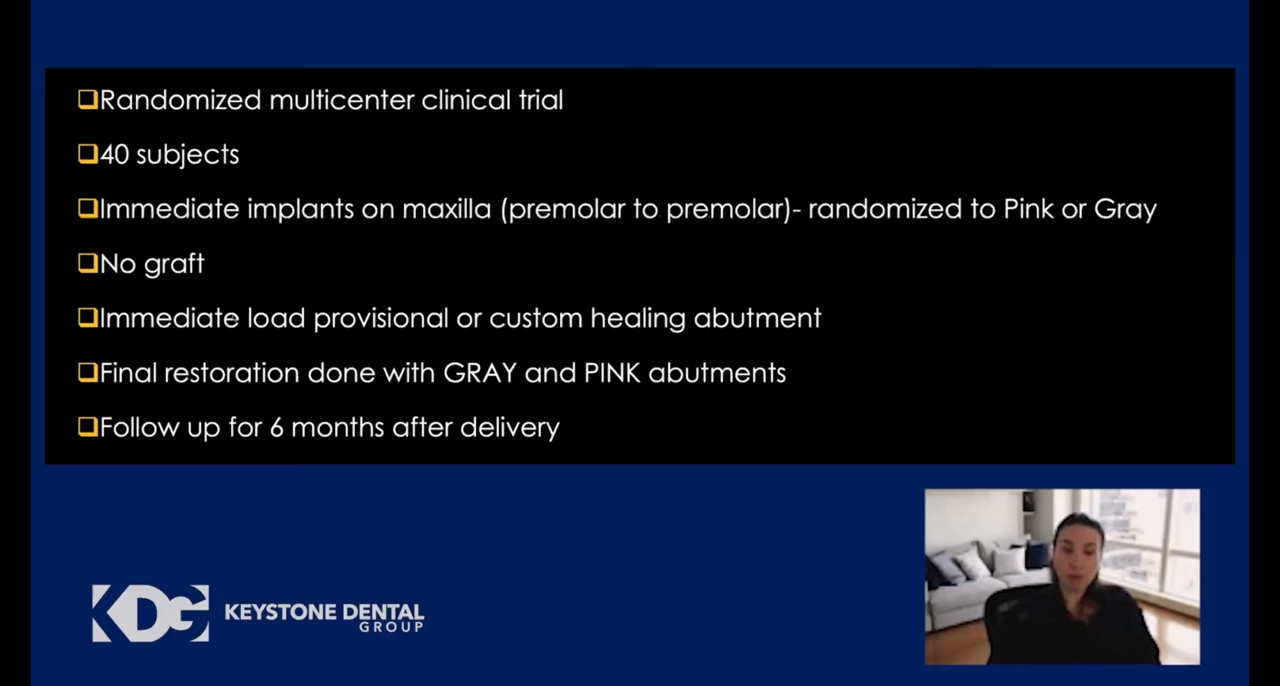 Randomized multicenter clinical trial
40 subjects
Immediate implants on maxilla (premolar to premolar)- randomized to Pink or Gray
No graft
Immediate load provisional or custom healing abutment
Final restoration done with GRAY and PINK abutments
Follow up for 6 months after delivery
KDG
KEYSTONE DENTAL
GROUP